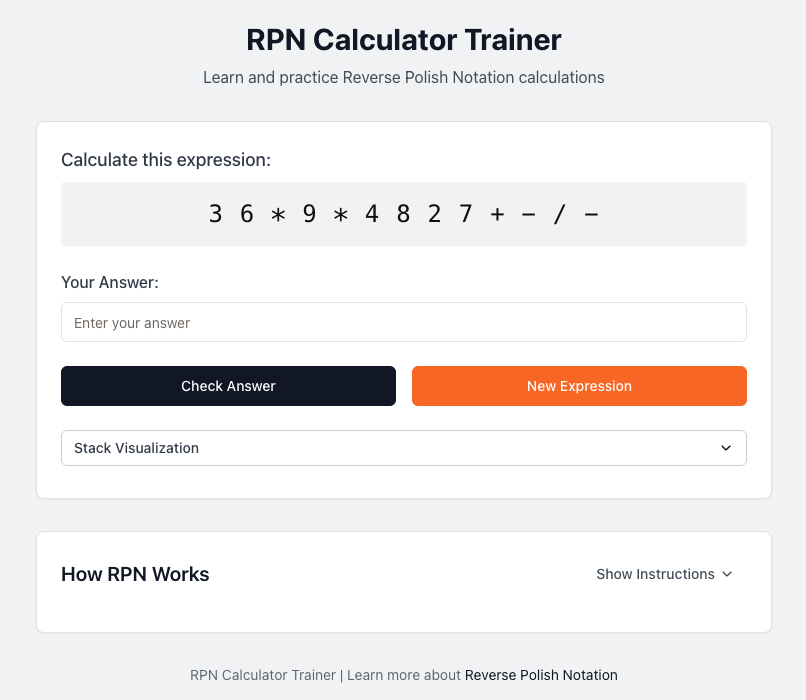 RPN Calculator Trainer
Learn and practice Reverse Polish Notation calculations
Calculate this expression:
3 6 * 9 * 4 8 2 7 + − / −
Your Answer:
Enter your answer
Check Answer
New Expression
Stack Visualization
How RPN Works
Show Instructions
RPN Calculator Trainer | Learn more about Reverse Polish Notation